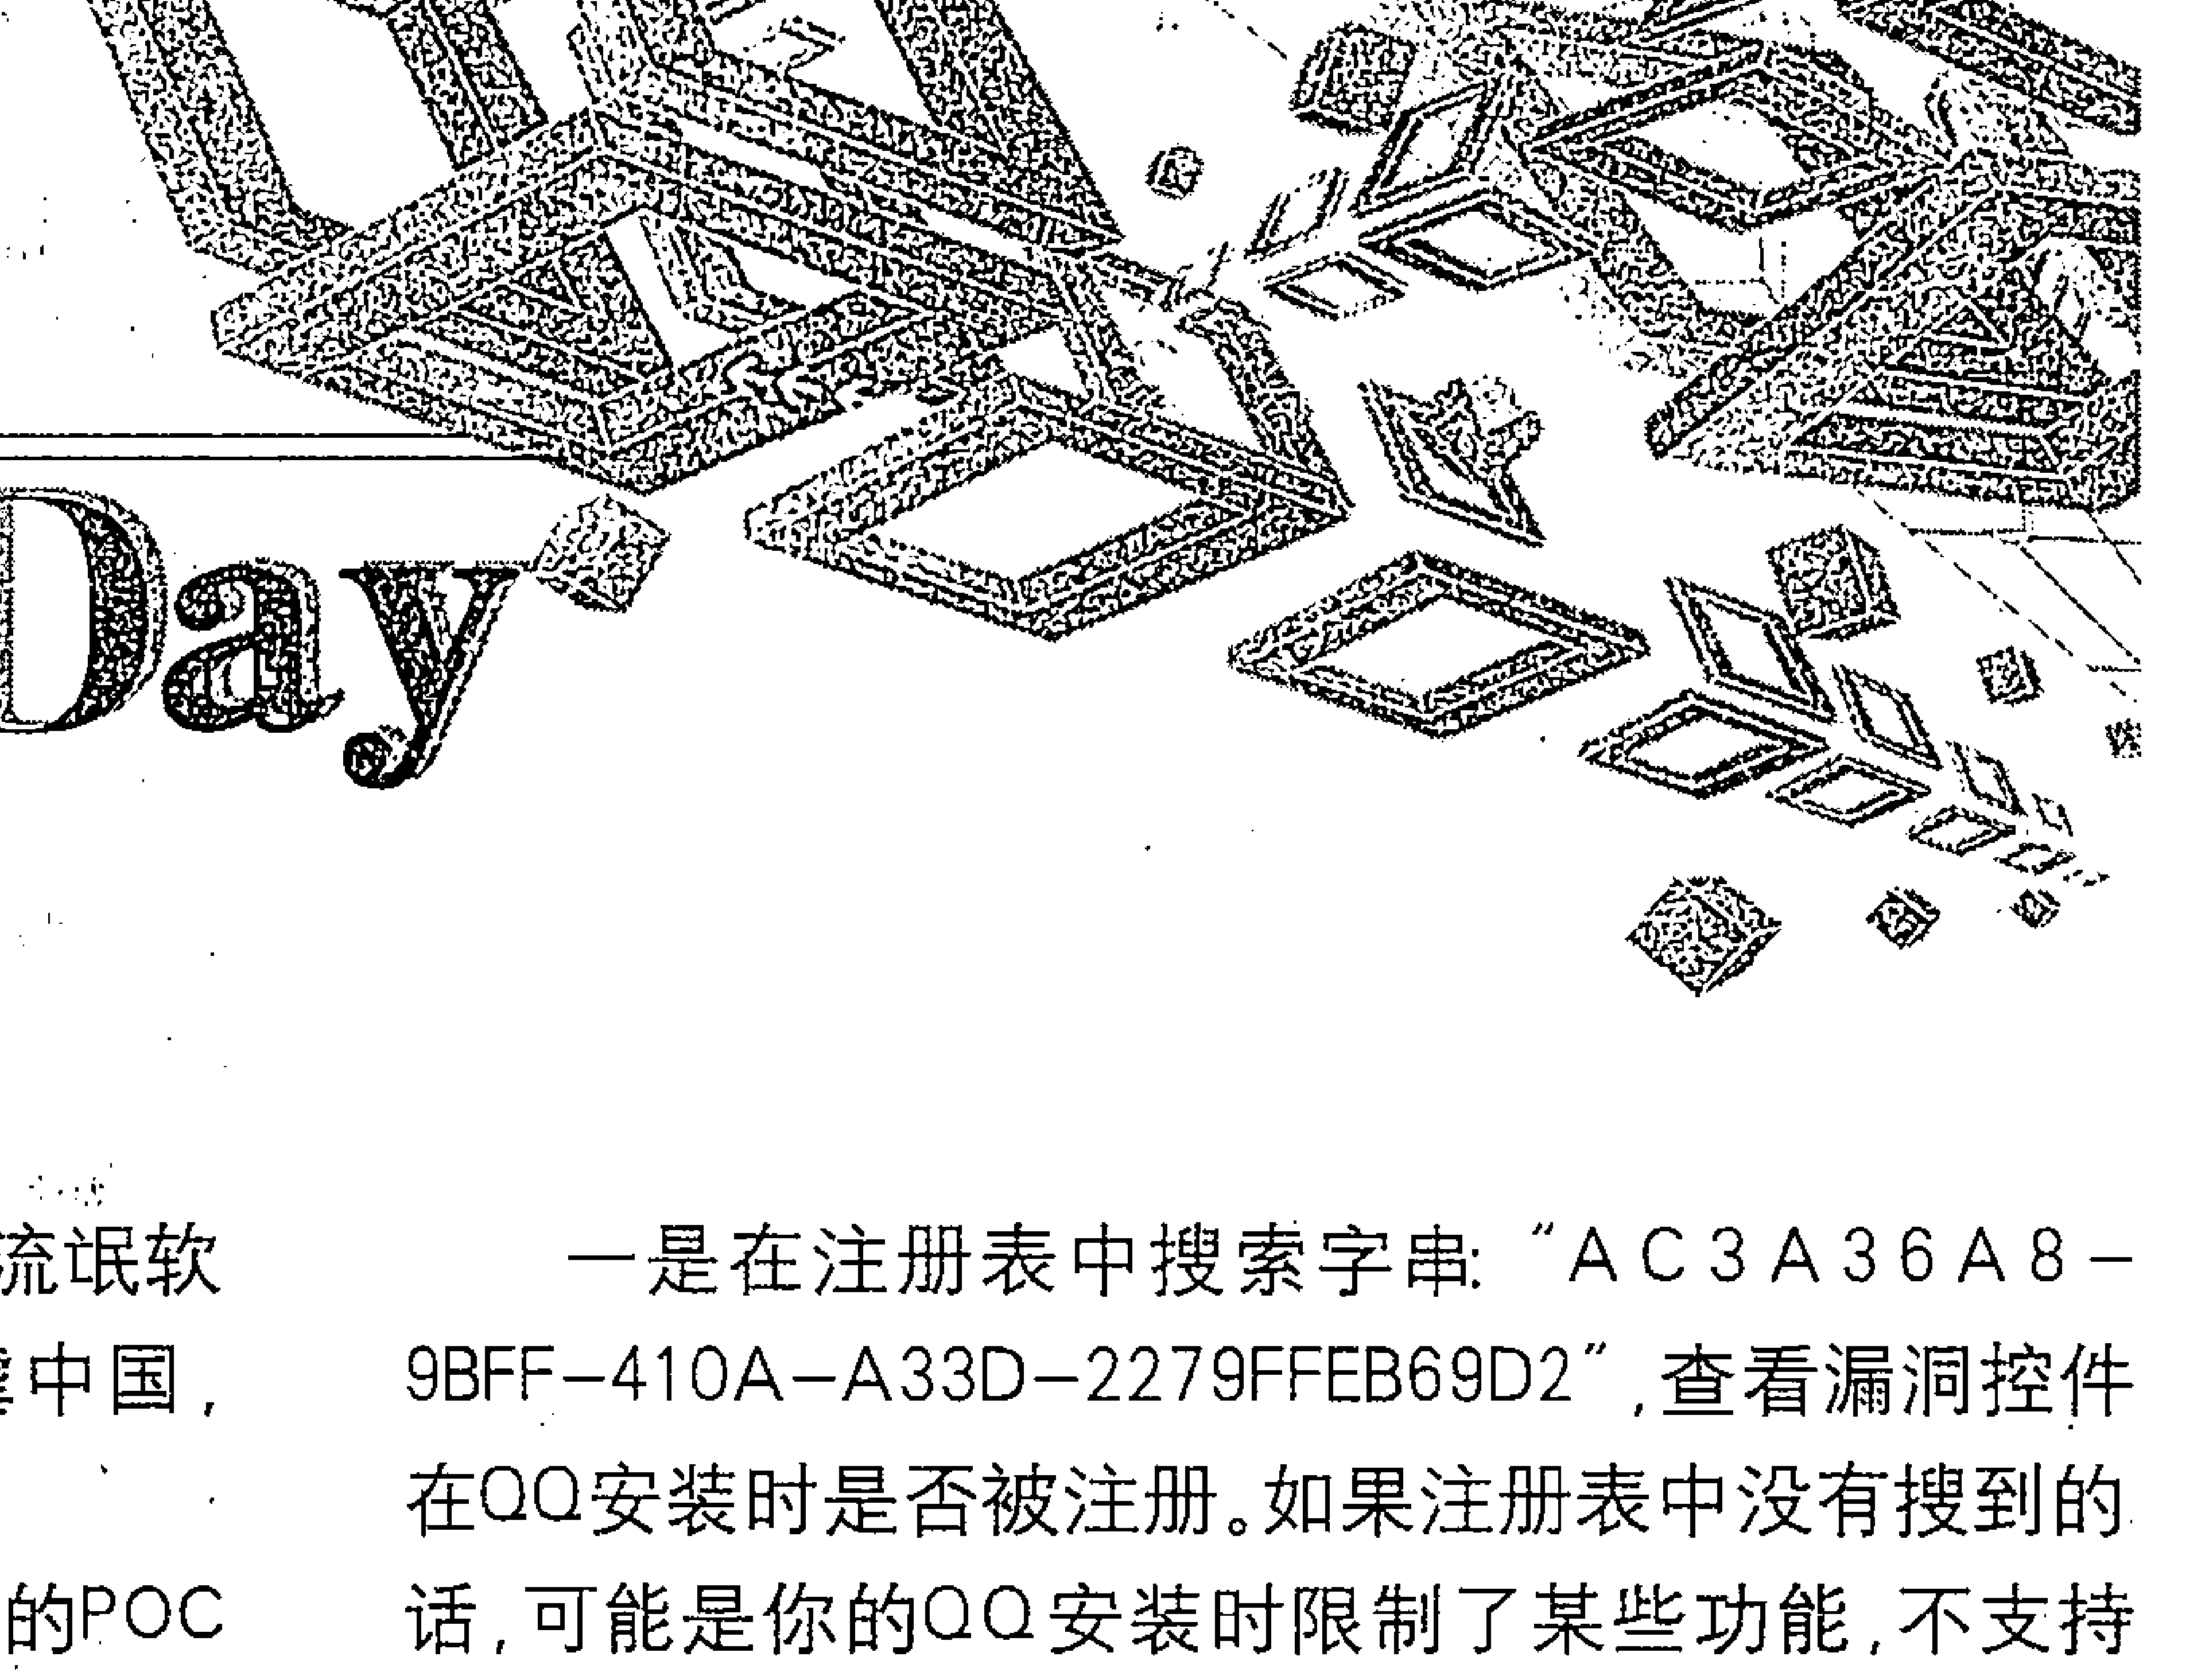 Day
流氓软
中国，
的POC
一是在注册表中搜索字串：“AC3A36A8-
9BFF-410A-A33D-2279FFEB69D2”，查看漏洞控件
在QQ安装时是否被注册。如果注册表中没有搜到的
话，可能是你的QQ安装时限制了某些功能，不支持